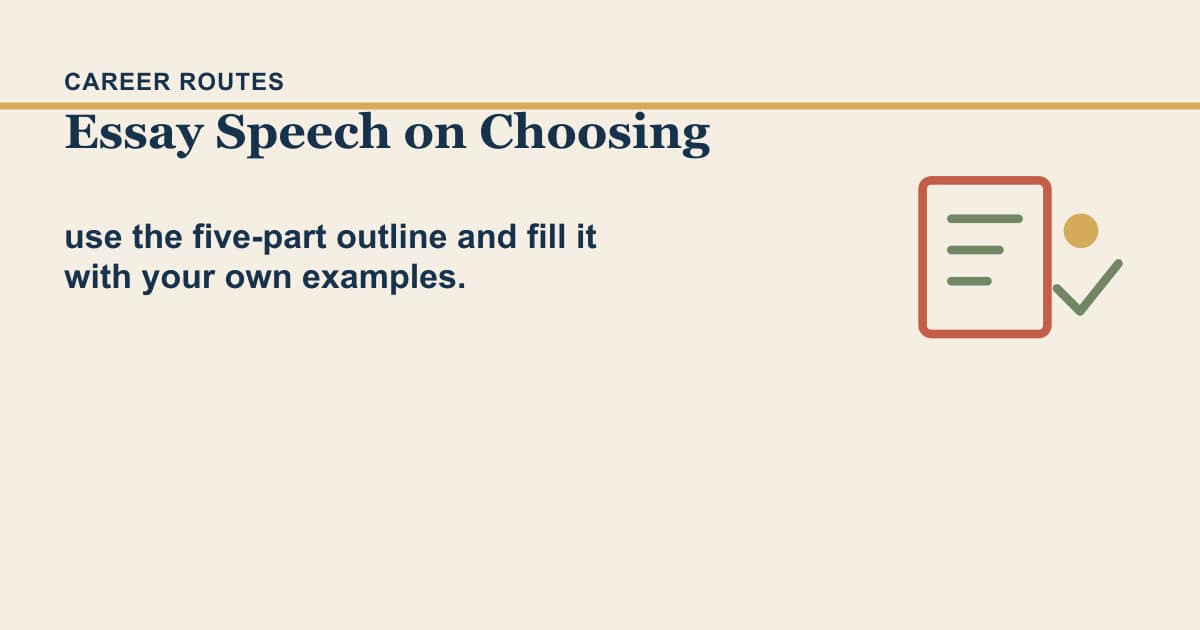 CAREER ROUTES
Essay Speech on Choosing
use the five-part outline and fill it
with your own examples.